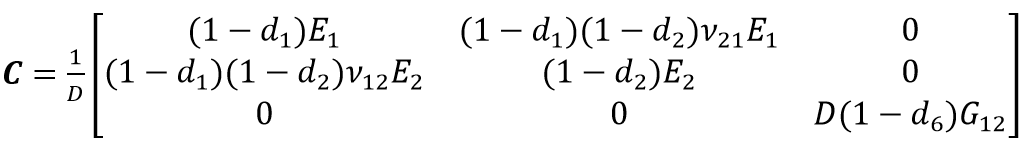 C = 1/D [ (1 − d₁)E₁ (1 − d₁)(1 − d₂)ν₂₁E₁ 0
(1 − d₁)(1 − d₂)ν₁₂E₂ (1 − d₂)E₂ 0
0 0 D(1 − d₆)G₁₂ ]